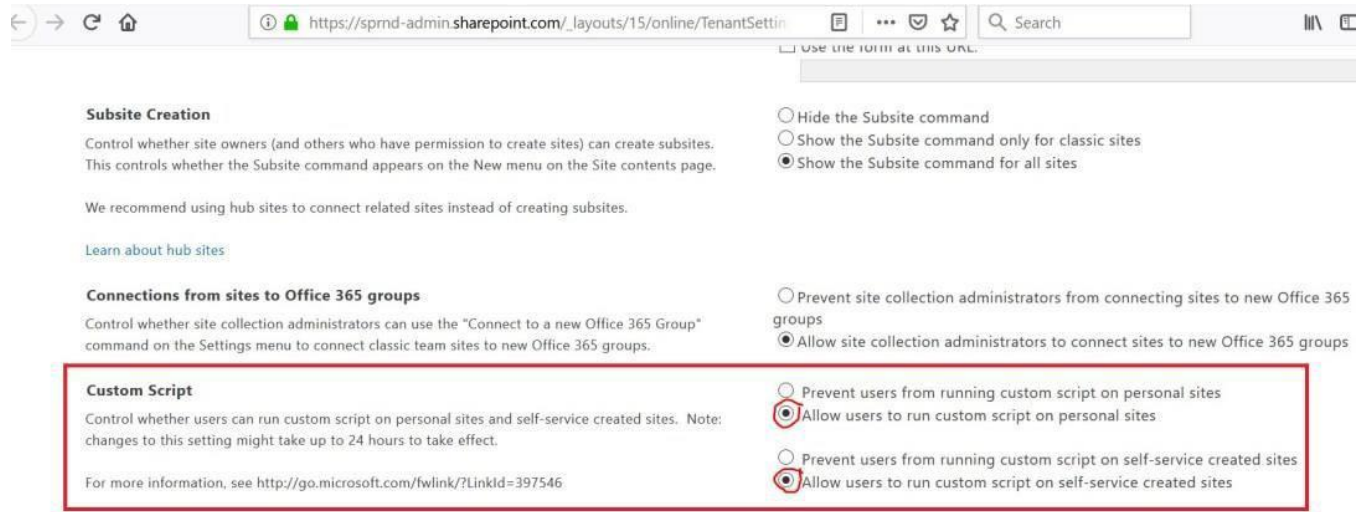 https://sprnd-admin.sharepoint.com/_layouts/15/online/TenantSettin
Search
Use the form at this URL:
Subsite Creation
Control whether site owners (and others who have permission to create sites) can create subsites.
This controls whether the Subsite command appears on the New menu on the Site contents page.
We recommend using hub sites to connect related sites instead of creating subsites.
Learn about hub sites
Hide the Subsite command
Show the Subsite command only for classic sites
Show the Subsite command for all sites
Connections from sites to Office 365 groups
Control whether site collection administrators can use the "Connect to a new Office 365 Group"
command on the Settings menu to connect classic team sites to new Office 365 groups.
Prevent site collection administrators from connecting sites to new Office 365
groups
Allow site collection administrators to connect sites to new Office 365 groups
Custom Script
Control whether users can run custom script on personal sites and self-service created sites. Note:
changes to this setting might take up to 24 hours to take effect.
For more information, see http://go.microsoft.com/fwlink/?LinkId=397546
Prevent users from running custom script on personal sites
Allow users to run custom script on personal sites
Prevent users from running custom script on self-service created sites
Allow users to run custom script on self-service created sites